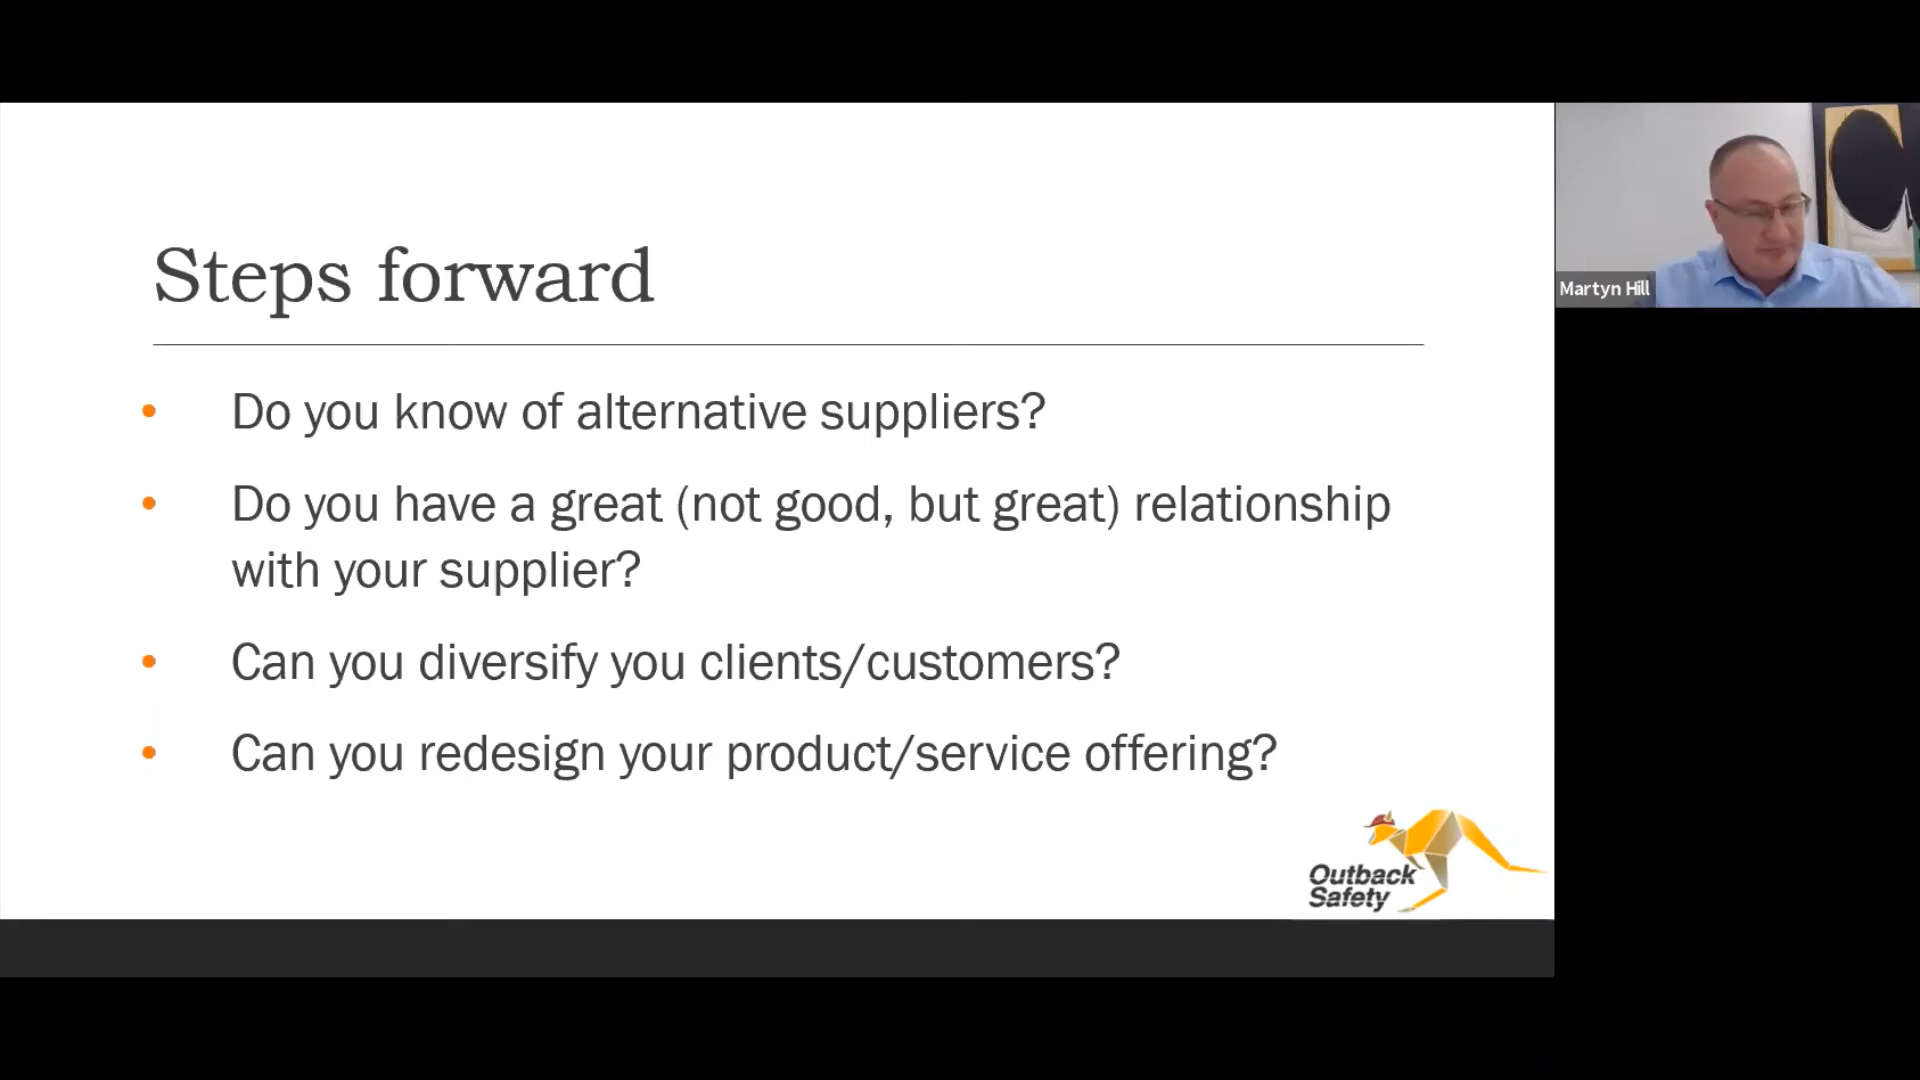 Steps forward
Martyn Hill
• Do you know of alternative suppliers?
• Do you have a great (not good, but great) relationship
with your supplier?
• Can you diversify you clients/customers?
• Can you redesign your product/service offering?
Outback
Safety